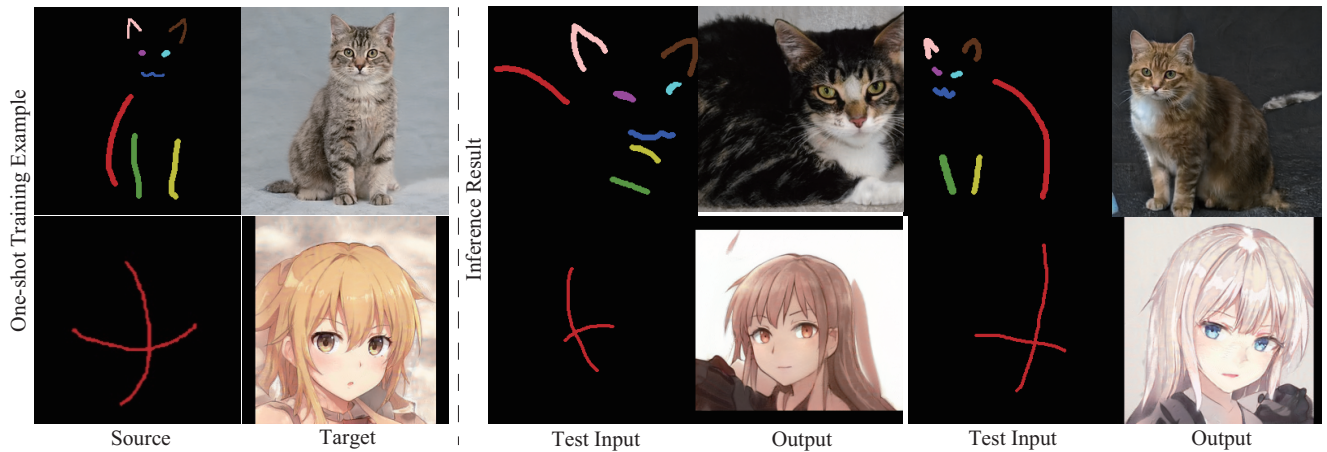 One-shot Training Example
Inference Result
Source
Target
Test Input
Output
Test Input
Output